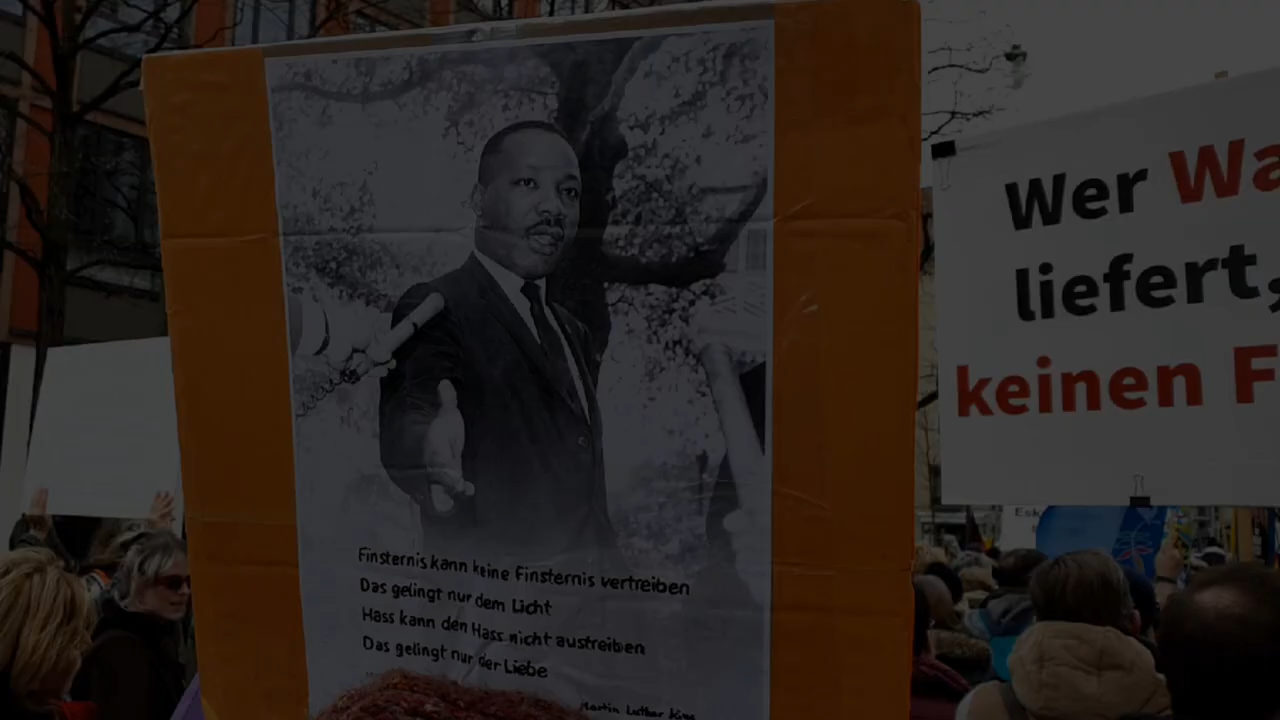 Finsternis kann keine Finsternis vertreiben
Das gelingt nur dem Licht
Hass kann den Hass nicht austreiben
Das gelingt nur der Liebe
Martin Luther King
Wer Wa
liefert,
keinen F
Esk